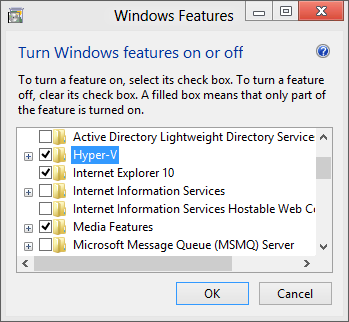 Windows Features
Turn Windows features on or off
To turn a feature on, select its check box. To turn a feature
off, clear its check box. A filled box means that only part of
the feature is turned on.
Active Directory Lightweight Directory Service
Hyper-V
Internet Explorer 10
Internet Information Services
Internet Information Services Hostable Web C
Media Features
Microsoft Message Queue (MSMQ) Server
OK Cancel